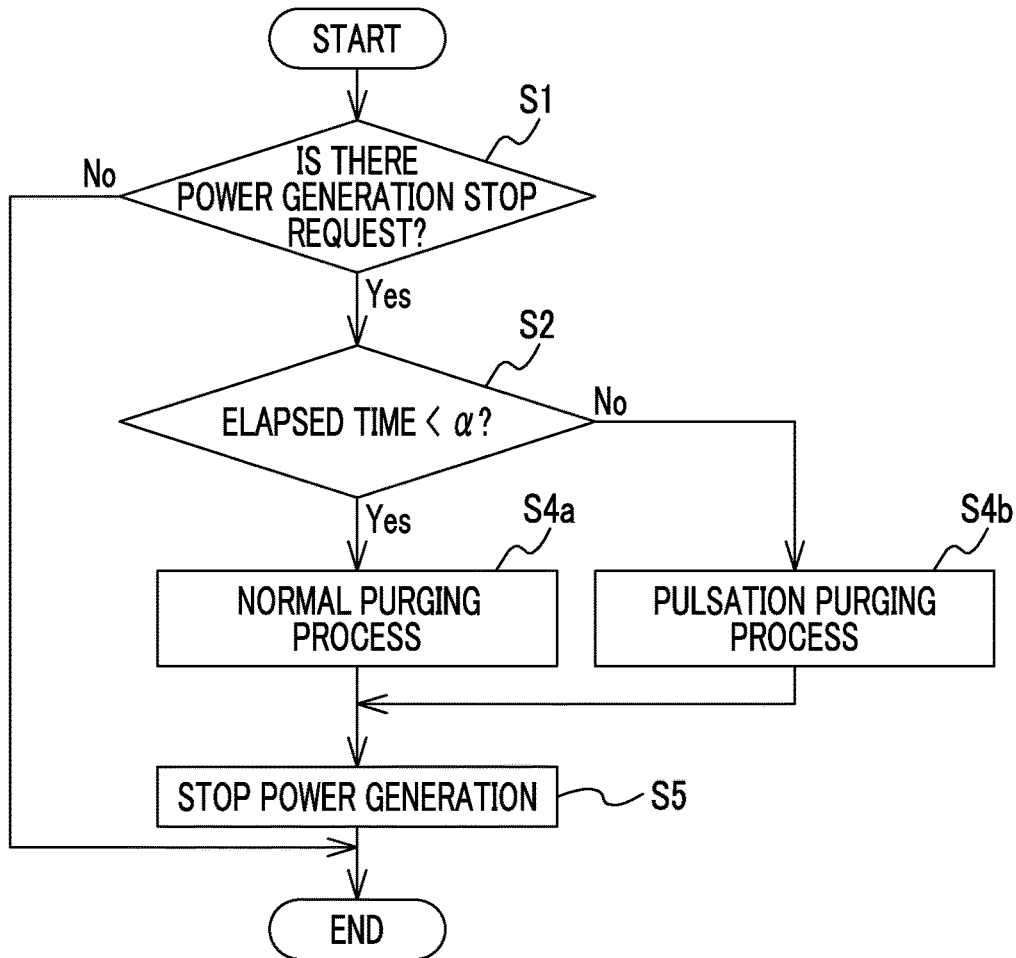 START
S1
IS THERE
POWER GENERATION STOP
REQUEST?
No
Yes
S2
ELAPSED TIME < α?
No
Yes
S4a
S4b
NORMAL PURGING
PROCESS
PULSATION PURGING
PROCESS
STOP POWER GENERATION
S5
END